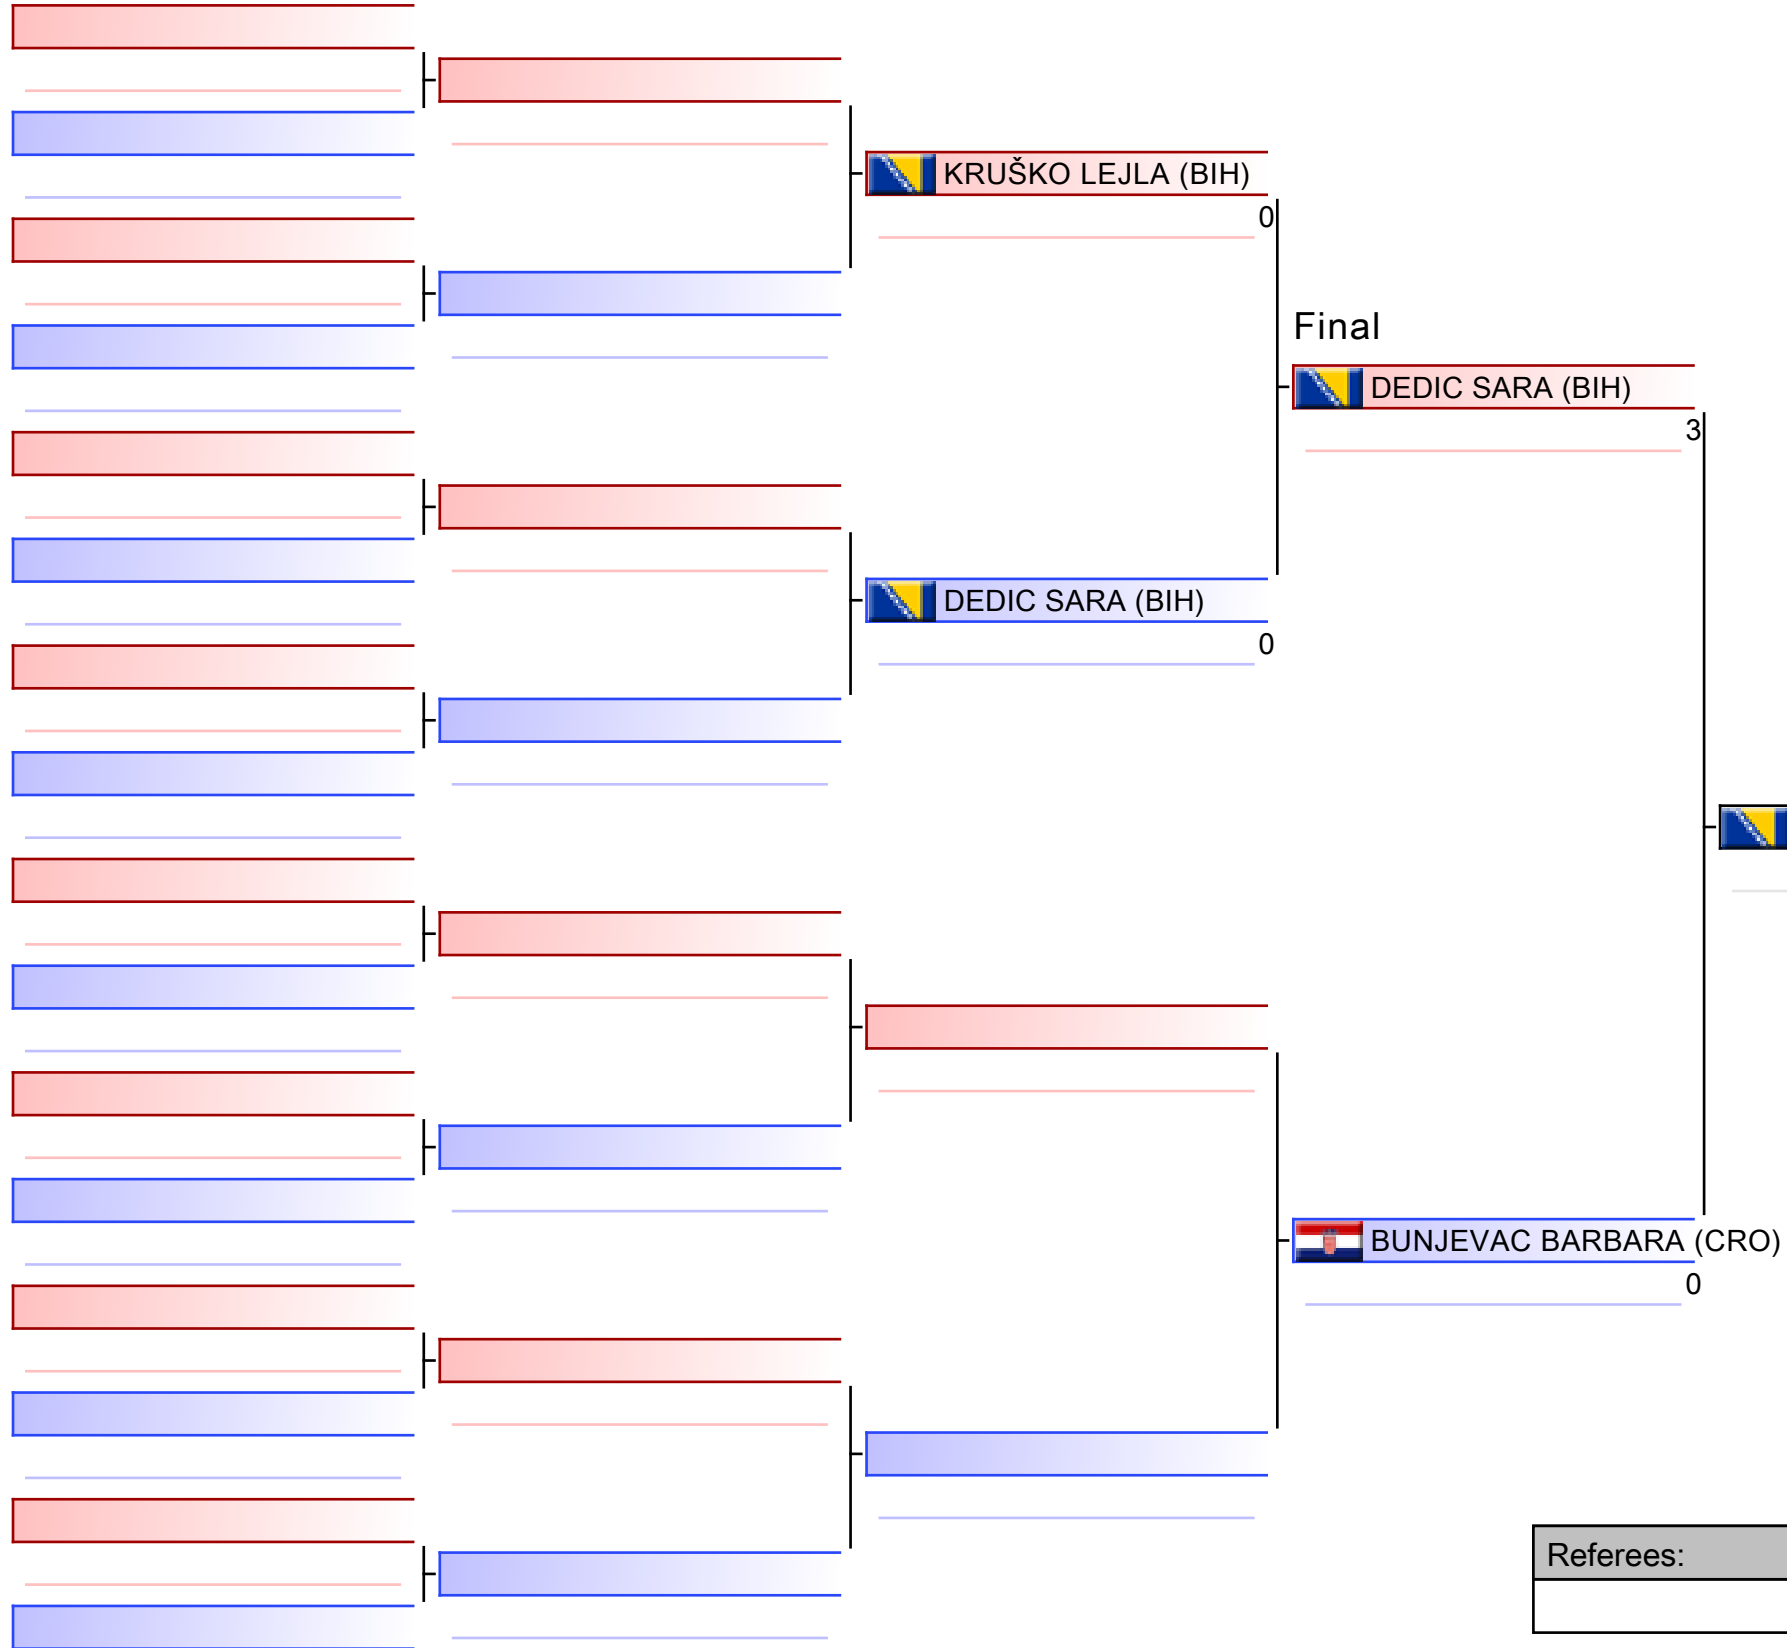 KRUŠKO LEJLA (BIH)
0
Final
DEDIC SARA (BIH)
3
DEDIC SARA (BIH)
0
BUNJEVAC BARBARA (CRO)
0
Referees: